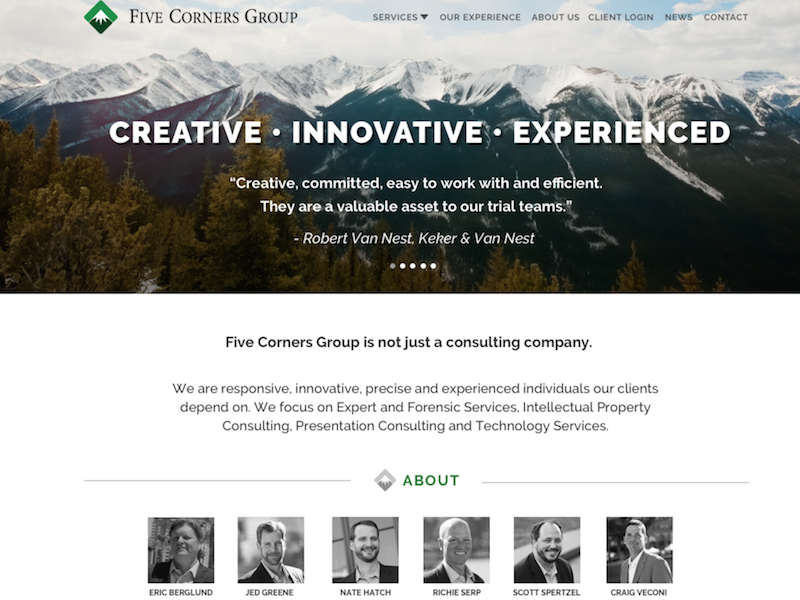 FIVE CORNERS GROUP
SERVICES OUR EXPERIENCE ABOUT US CLIENT LOGIN NEWS CONTACT
CREATIVE • INNOVATIVE • EXPERIENCED
“Creative, committed, easy to work with and efficient.
They are a valuable asset to our trial teams.”
- Robert Van Nest, Keker & Van Nest
Five Corners Group is not just a consulting company.
We are responsive, innovative, precise and experienced individuals our clients
depend on. We focus on Expert and Forensic Services, Intellectual Property
Consulting, Presentation Consulting and Technology Services.
ABOUT
ERIC BERGLUND JED GREENE NATE HATCH RICHIE SERP SCOTT SPERTZEL CRAIG VECONI